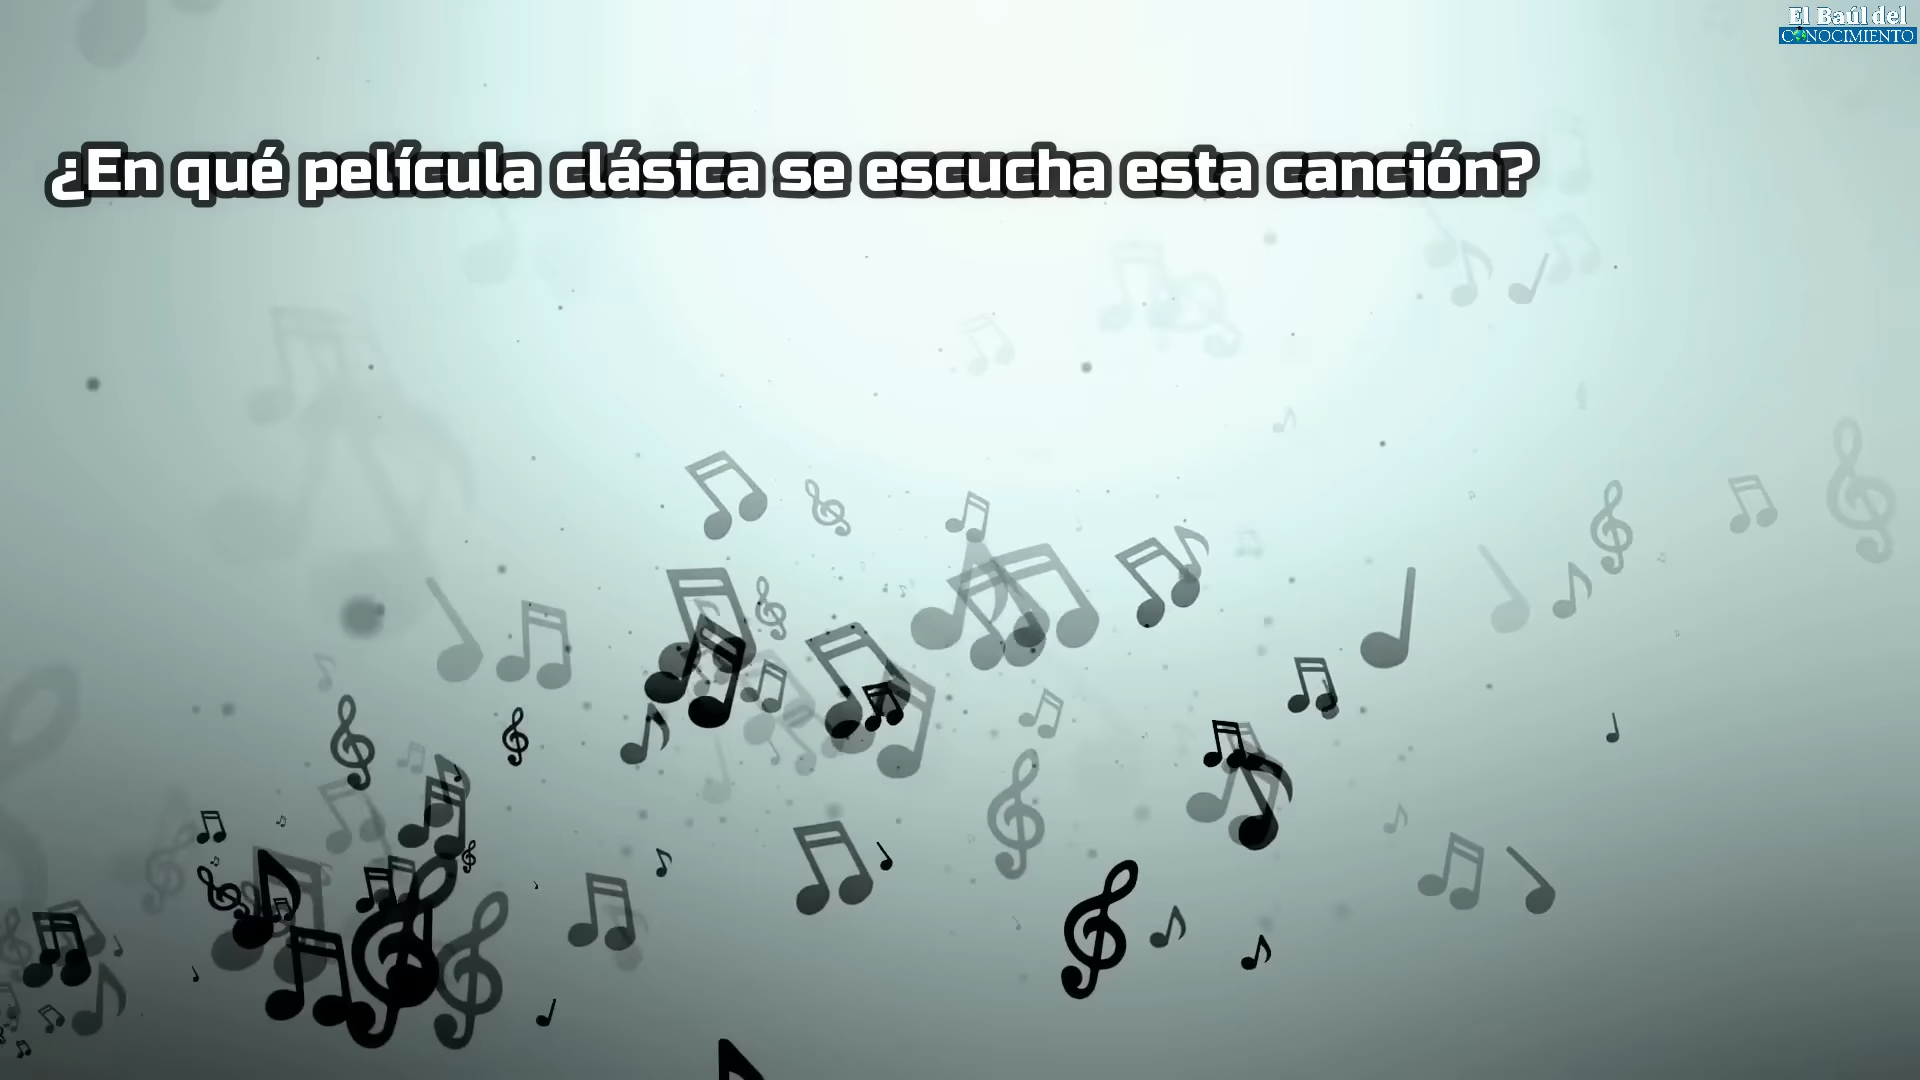 El Baúl del
CONOCIMIENTO
¿En qué película clásica se escucha esta canción?